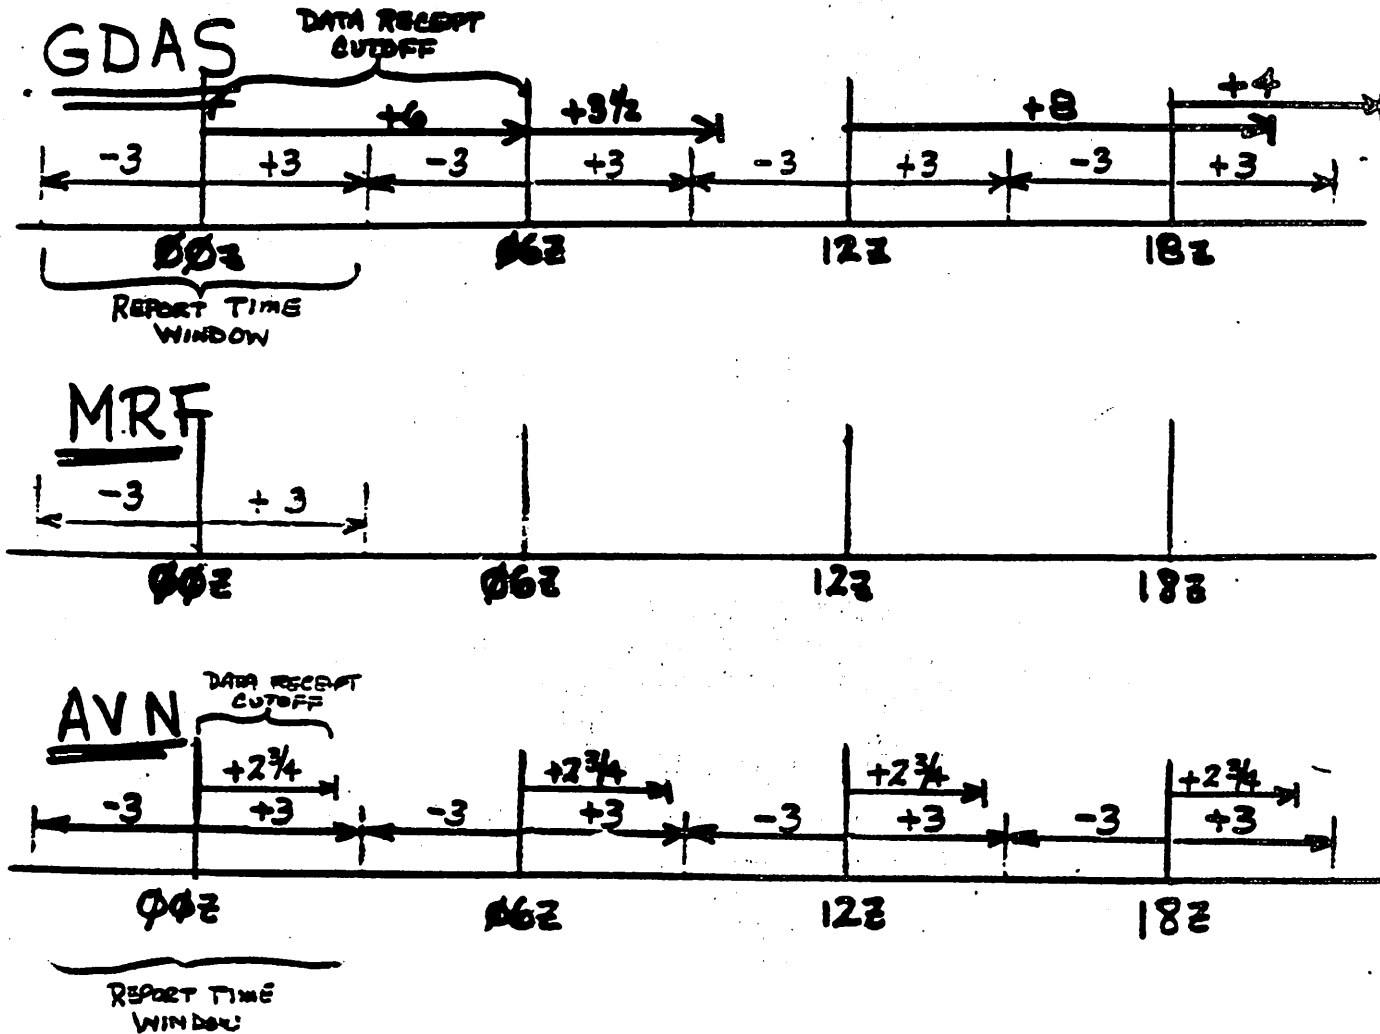 GDAS
DATA RECEIPT
CUTOFF
+6 +3½ +8 +4
-3 +3 -3 +3 -3 +3 -3 +3
ØØz Ø6z 12z 18z
REPORT TIME
WINDOW
MRF
-3 +3
ØØz Ø6z 12z 18z
DATA RECEIPT
CUTOFF
AVN
+2¾ +2¾ +2¾ +2¾
-3 +3 -3 +3 -3 +3 -3 +3
ØØz Ø6z 12z 18z
REPORT TIME
WINDOW